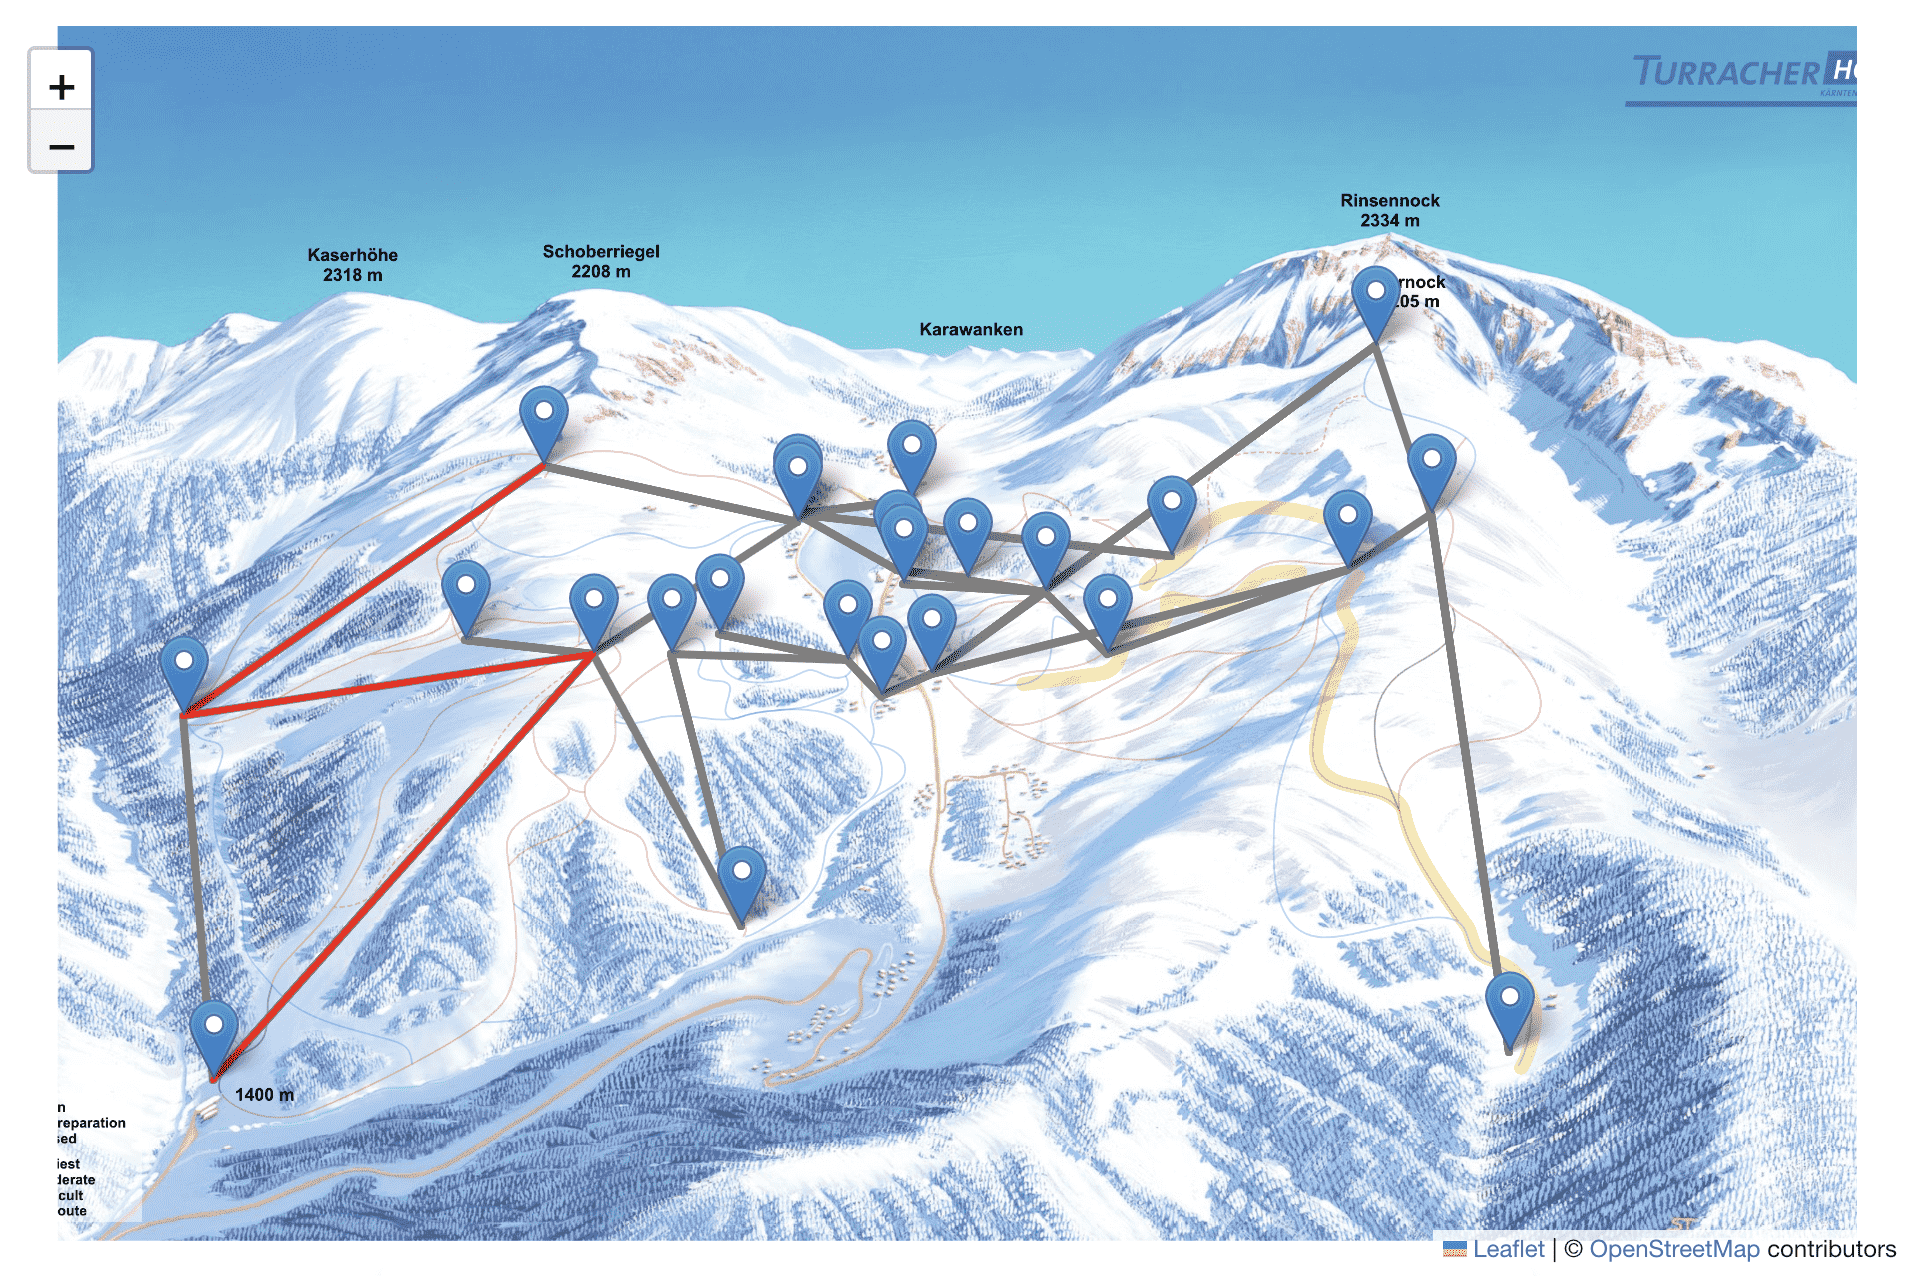 +
−
TURRACHER
KÄRNTEN
Rinsennock
2334 m
Kaserhöhe
2318 m
Schoberriegel
2208 m
rnock
05 m
Karawanken
1400 m
n
reparation
sed
iest
derate
cult
oute
ST
Leaflet | © OpenStreetMap contributors